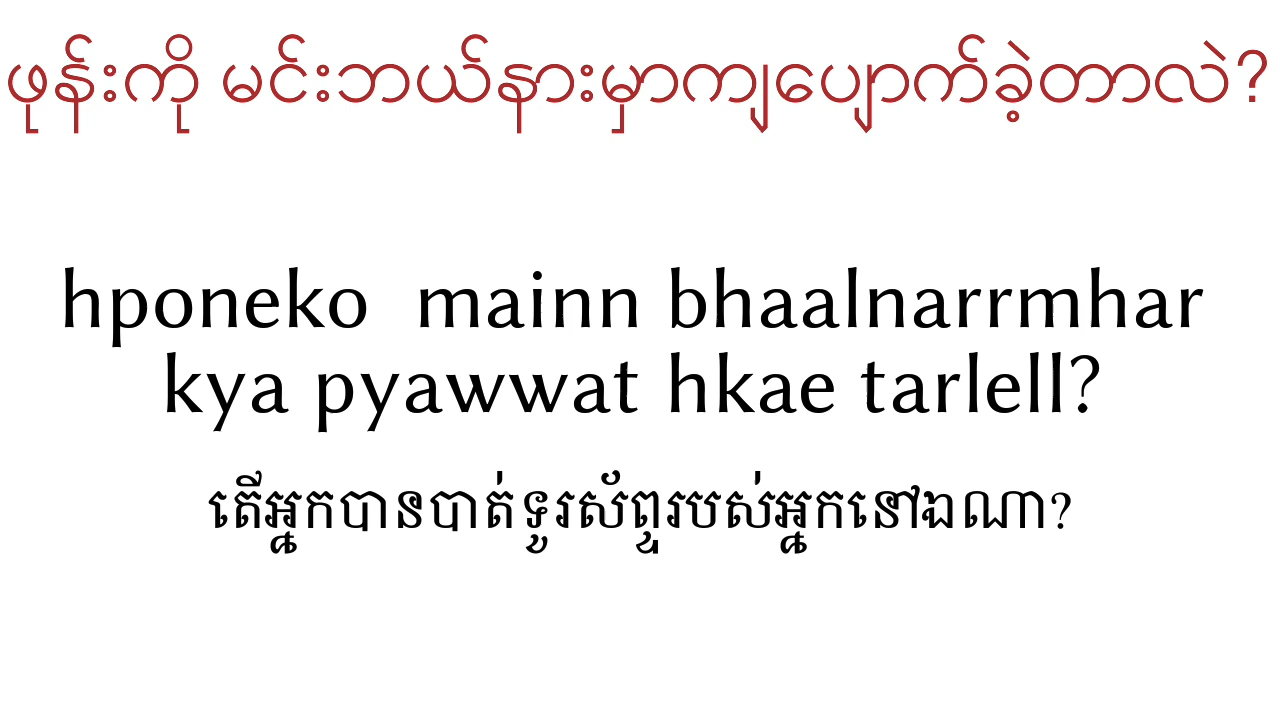 ဖုန်းကို မင်းဘယ်နားမှာကျပျောက်ခဲ့တာလဲ?
hponeko mainn bhaalnarrmhar
kya pyawwat hkae tarlell?
តើអ្នកបានបាត់ទូរស័ព្ទរបស់អ្នកនៅឯណា?